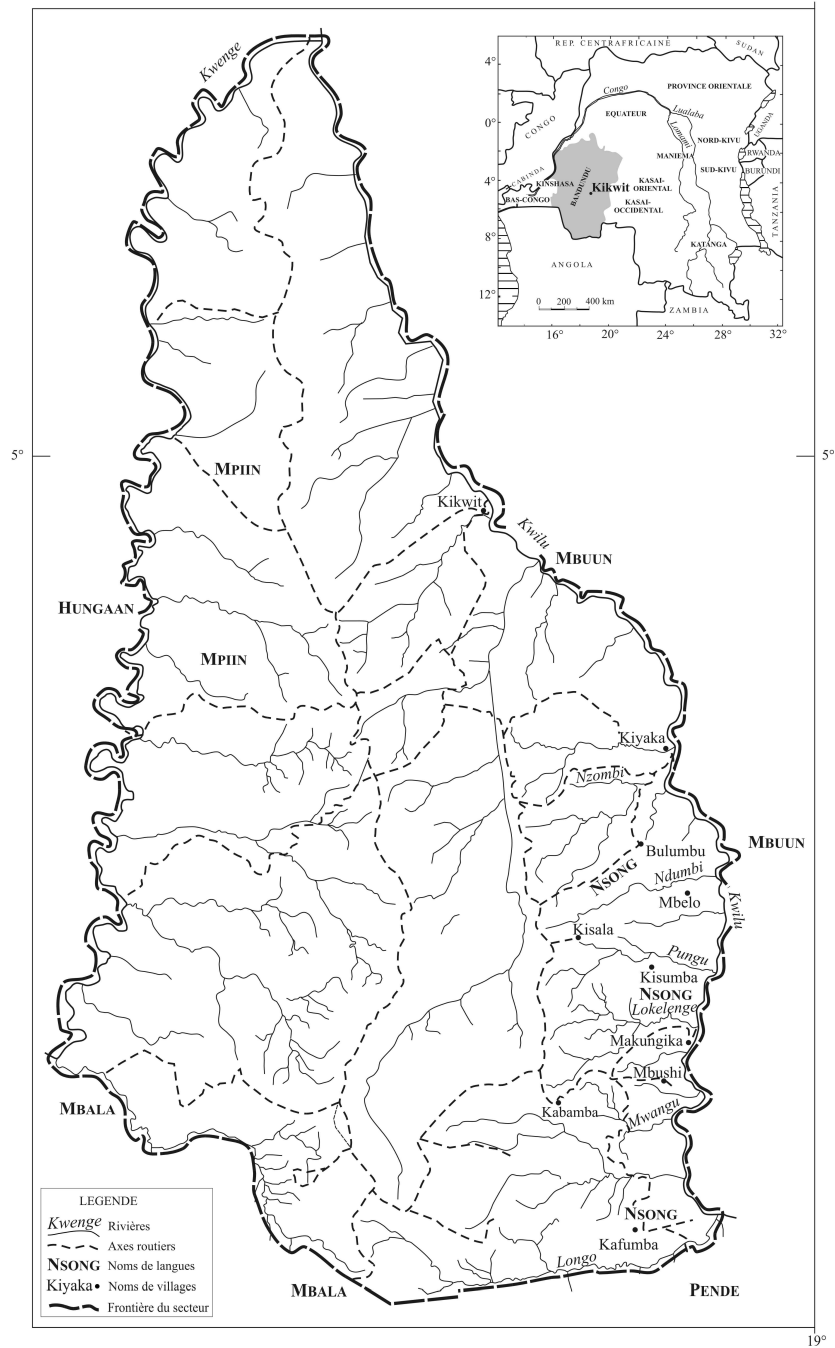 Kwenge
REP. CENTRAFRICAINE
SUDAN
4°
PROVINCE ORIENTALE
Congo
EQUATEUR
Lualaba
UGANDA
CONGO
0°
Lomami
NORD-KIVU
RWANDA
MANIEMA
SUD-KIVU
BURUNDI
CABINDA
KINSHASA
BANDUNDU
KASAI-
ORIENTAL
4°
Kikwit
BAS-CONGO
KASAI-
OCCIDENTAL
TANZANIA
8°
KATANGA
ANGOLA
12°
0 200 400 km
ZAMBIA
16° 20° 24° 28° 32°
5°
5°
MPIIN
Kikwit
Kwilu
MBUUN
HUNGAAN
MPIIN
Kiyaka
Nzombi
Bulumbu
MBUUN
NSONG
Ndumbi
Mbelo
Kwilu
Kisala
Pungu
Kisumba
NSONG
Lokelenge
Makungika
Mbushi
MBALA
Kabamba
Mwangu
NSONG
Kafumba
Longo
MBALA
PENDE
LEGENDE
Kwenge Rivières
Axes routiers
NSONG Noms de langues
Kiyaka Noms de villages
Frontière du secteur
19°